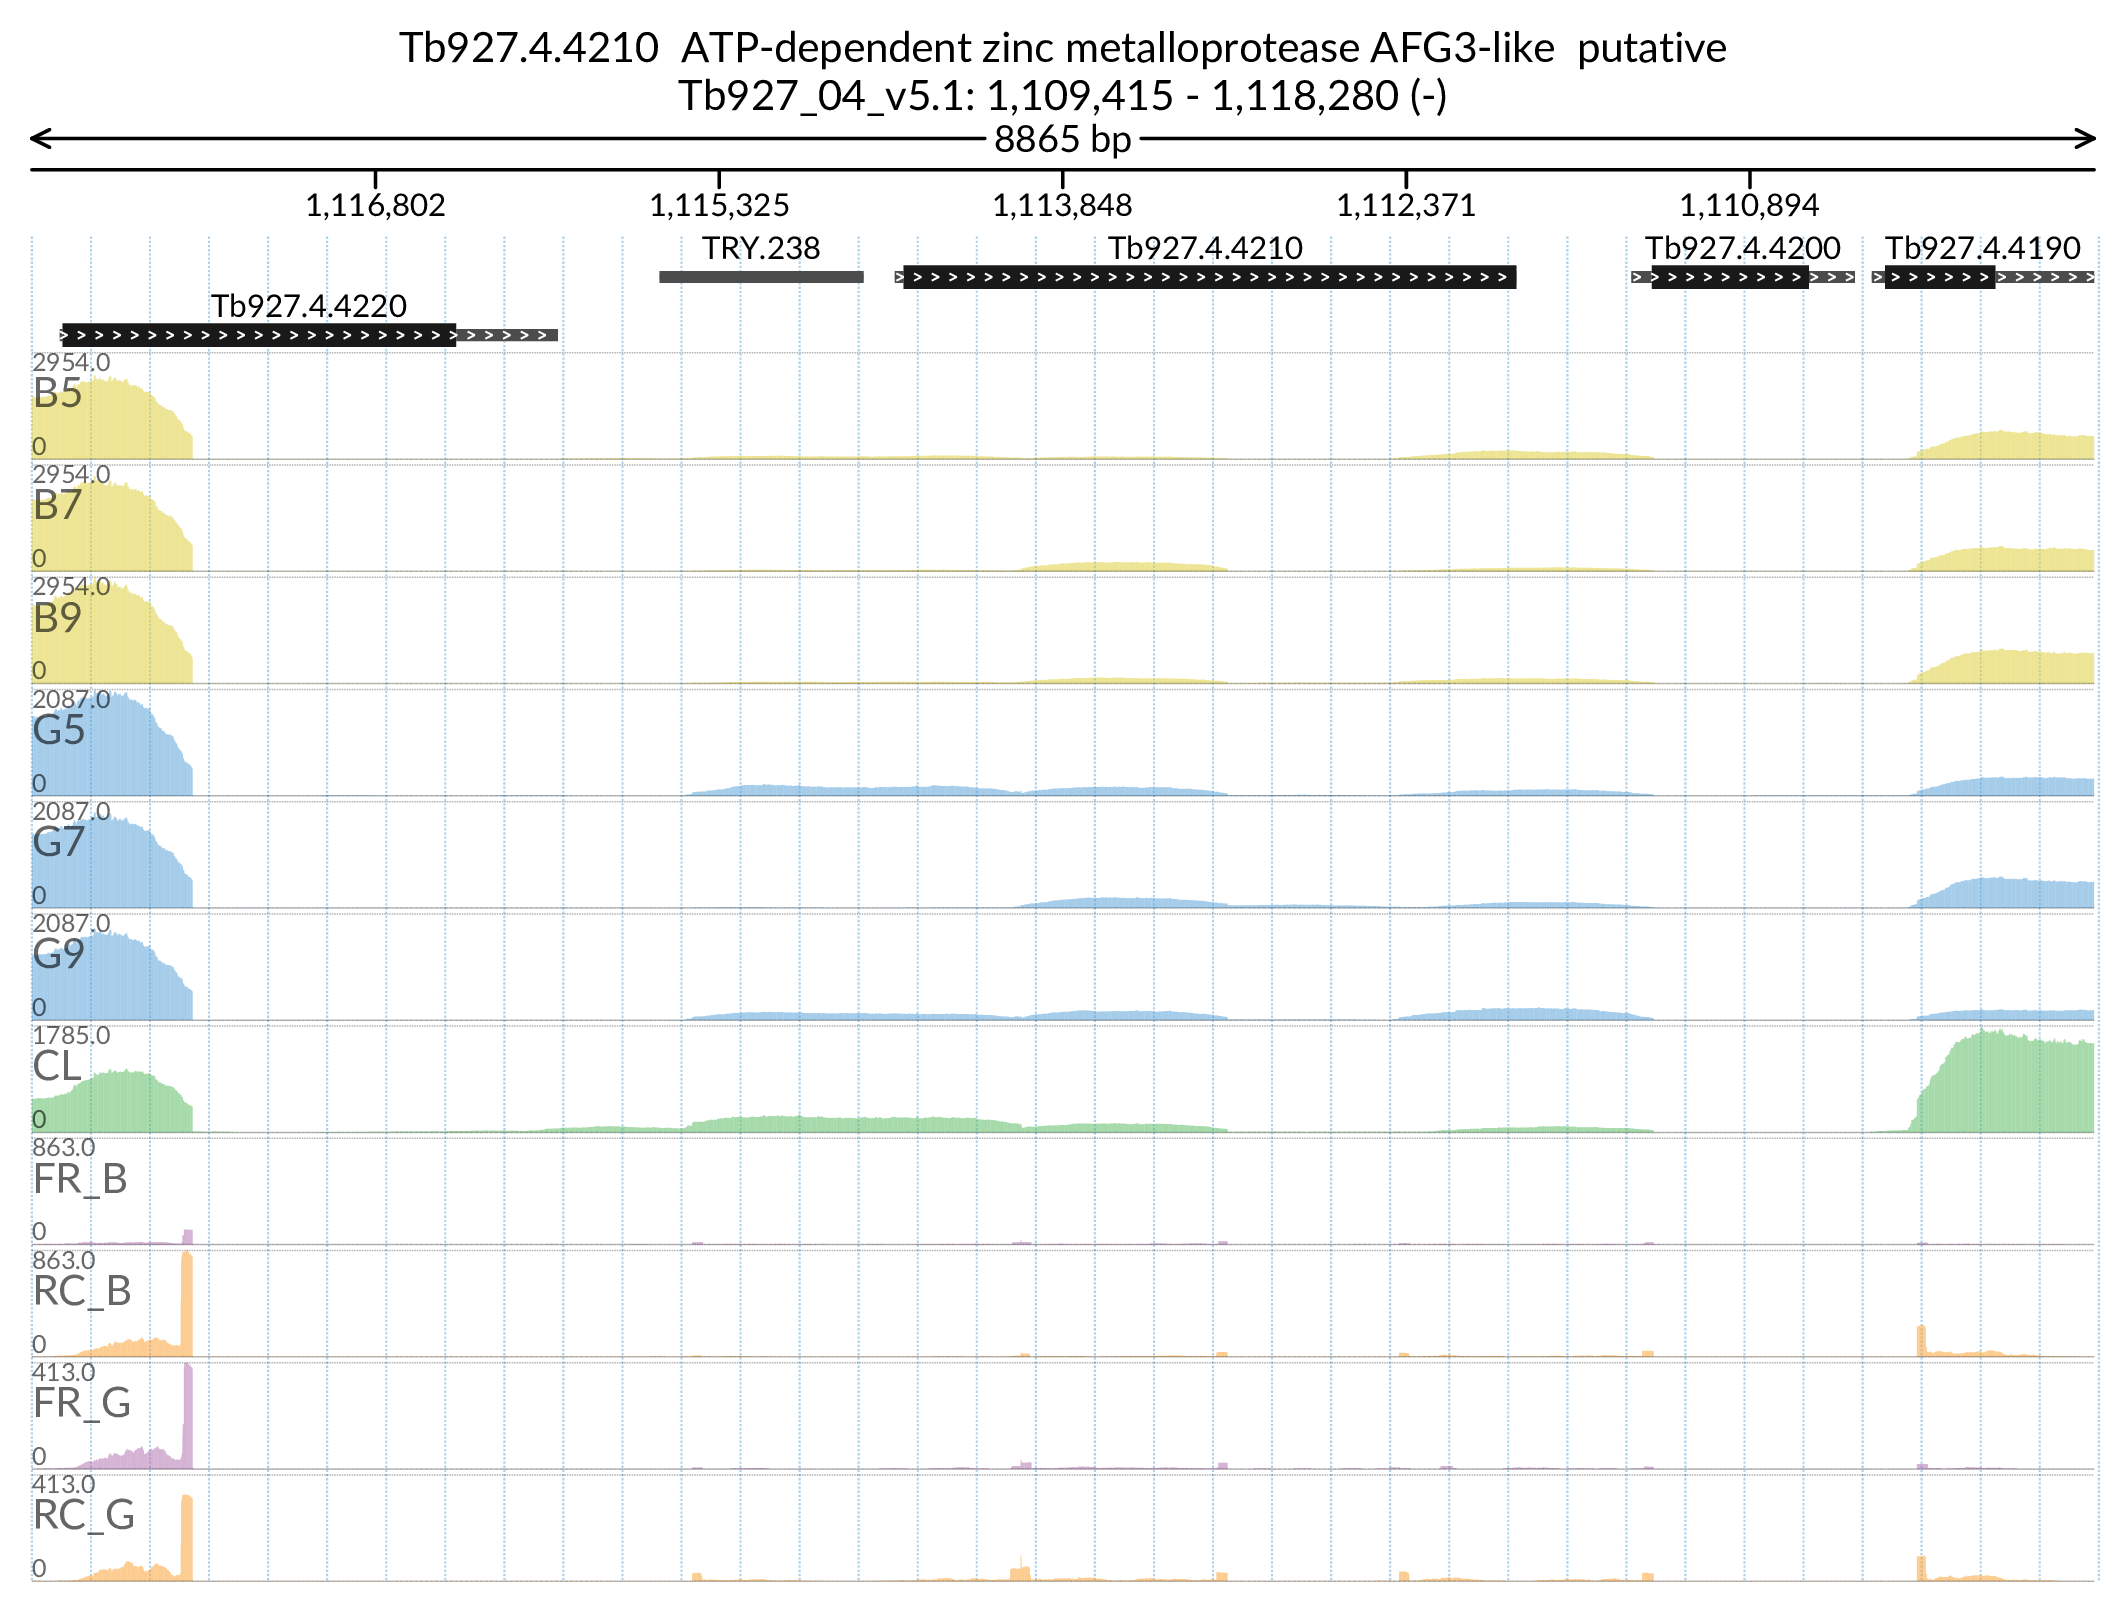 Tb927.4.4210 ATP-dependent zinc metalloprotease AFG3-like putative
Tb927_04_v5.1: 1,109,415 - 1,118,280 (-)
8865 bp
1,116,802 1,115,325 1,113,848 1,112,371 1,110,894
TRY.238 Tb927.4.4210 Tb927.4.4200 Tb927.4.4190
Tb927.4.4220
2954.0
B5
0
2954.0
B7
0
2954.0
B9
0
2087.0
G5
0
2087.0
G7
0
2087.0
G9
0
1785.0
CL
0
863.0
FR_B
0
863.0
RC_B
0
413.0
FR_G
0
413.0
RC_G
0